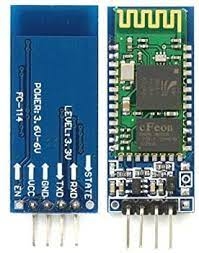 FC-114
POWER:3.6V-6V
LEVEL:3.3V
EN
VCC
GND
TXD
RXD
STATE
cFeon